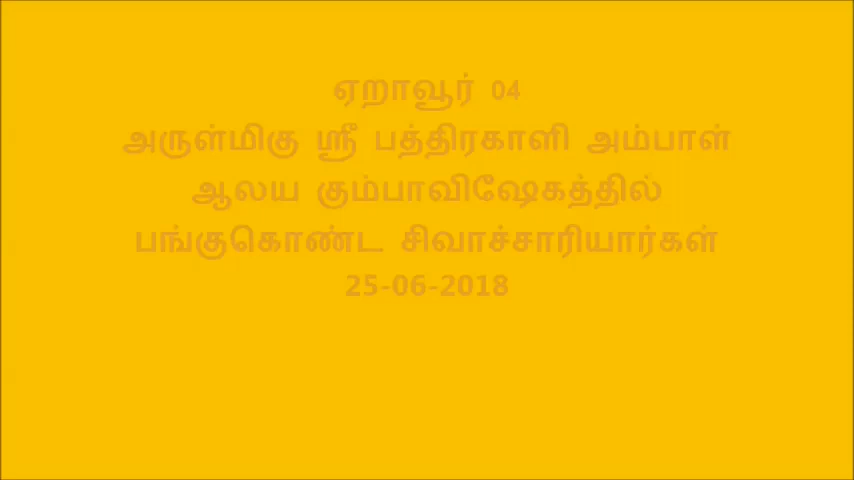 ஏறாவூர் 04
அருள்மிகு ஸ்ரீ பத்திரகாளி அம்பாள்
ஆலய கும்பாவிஷேகத்தில்
பங்குகொண்ட சிவாச்சாரியார்கள்
25-06-2018